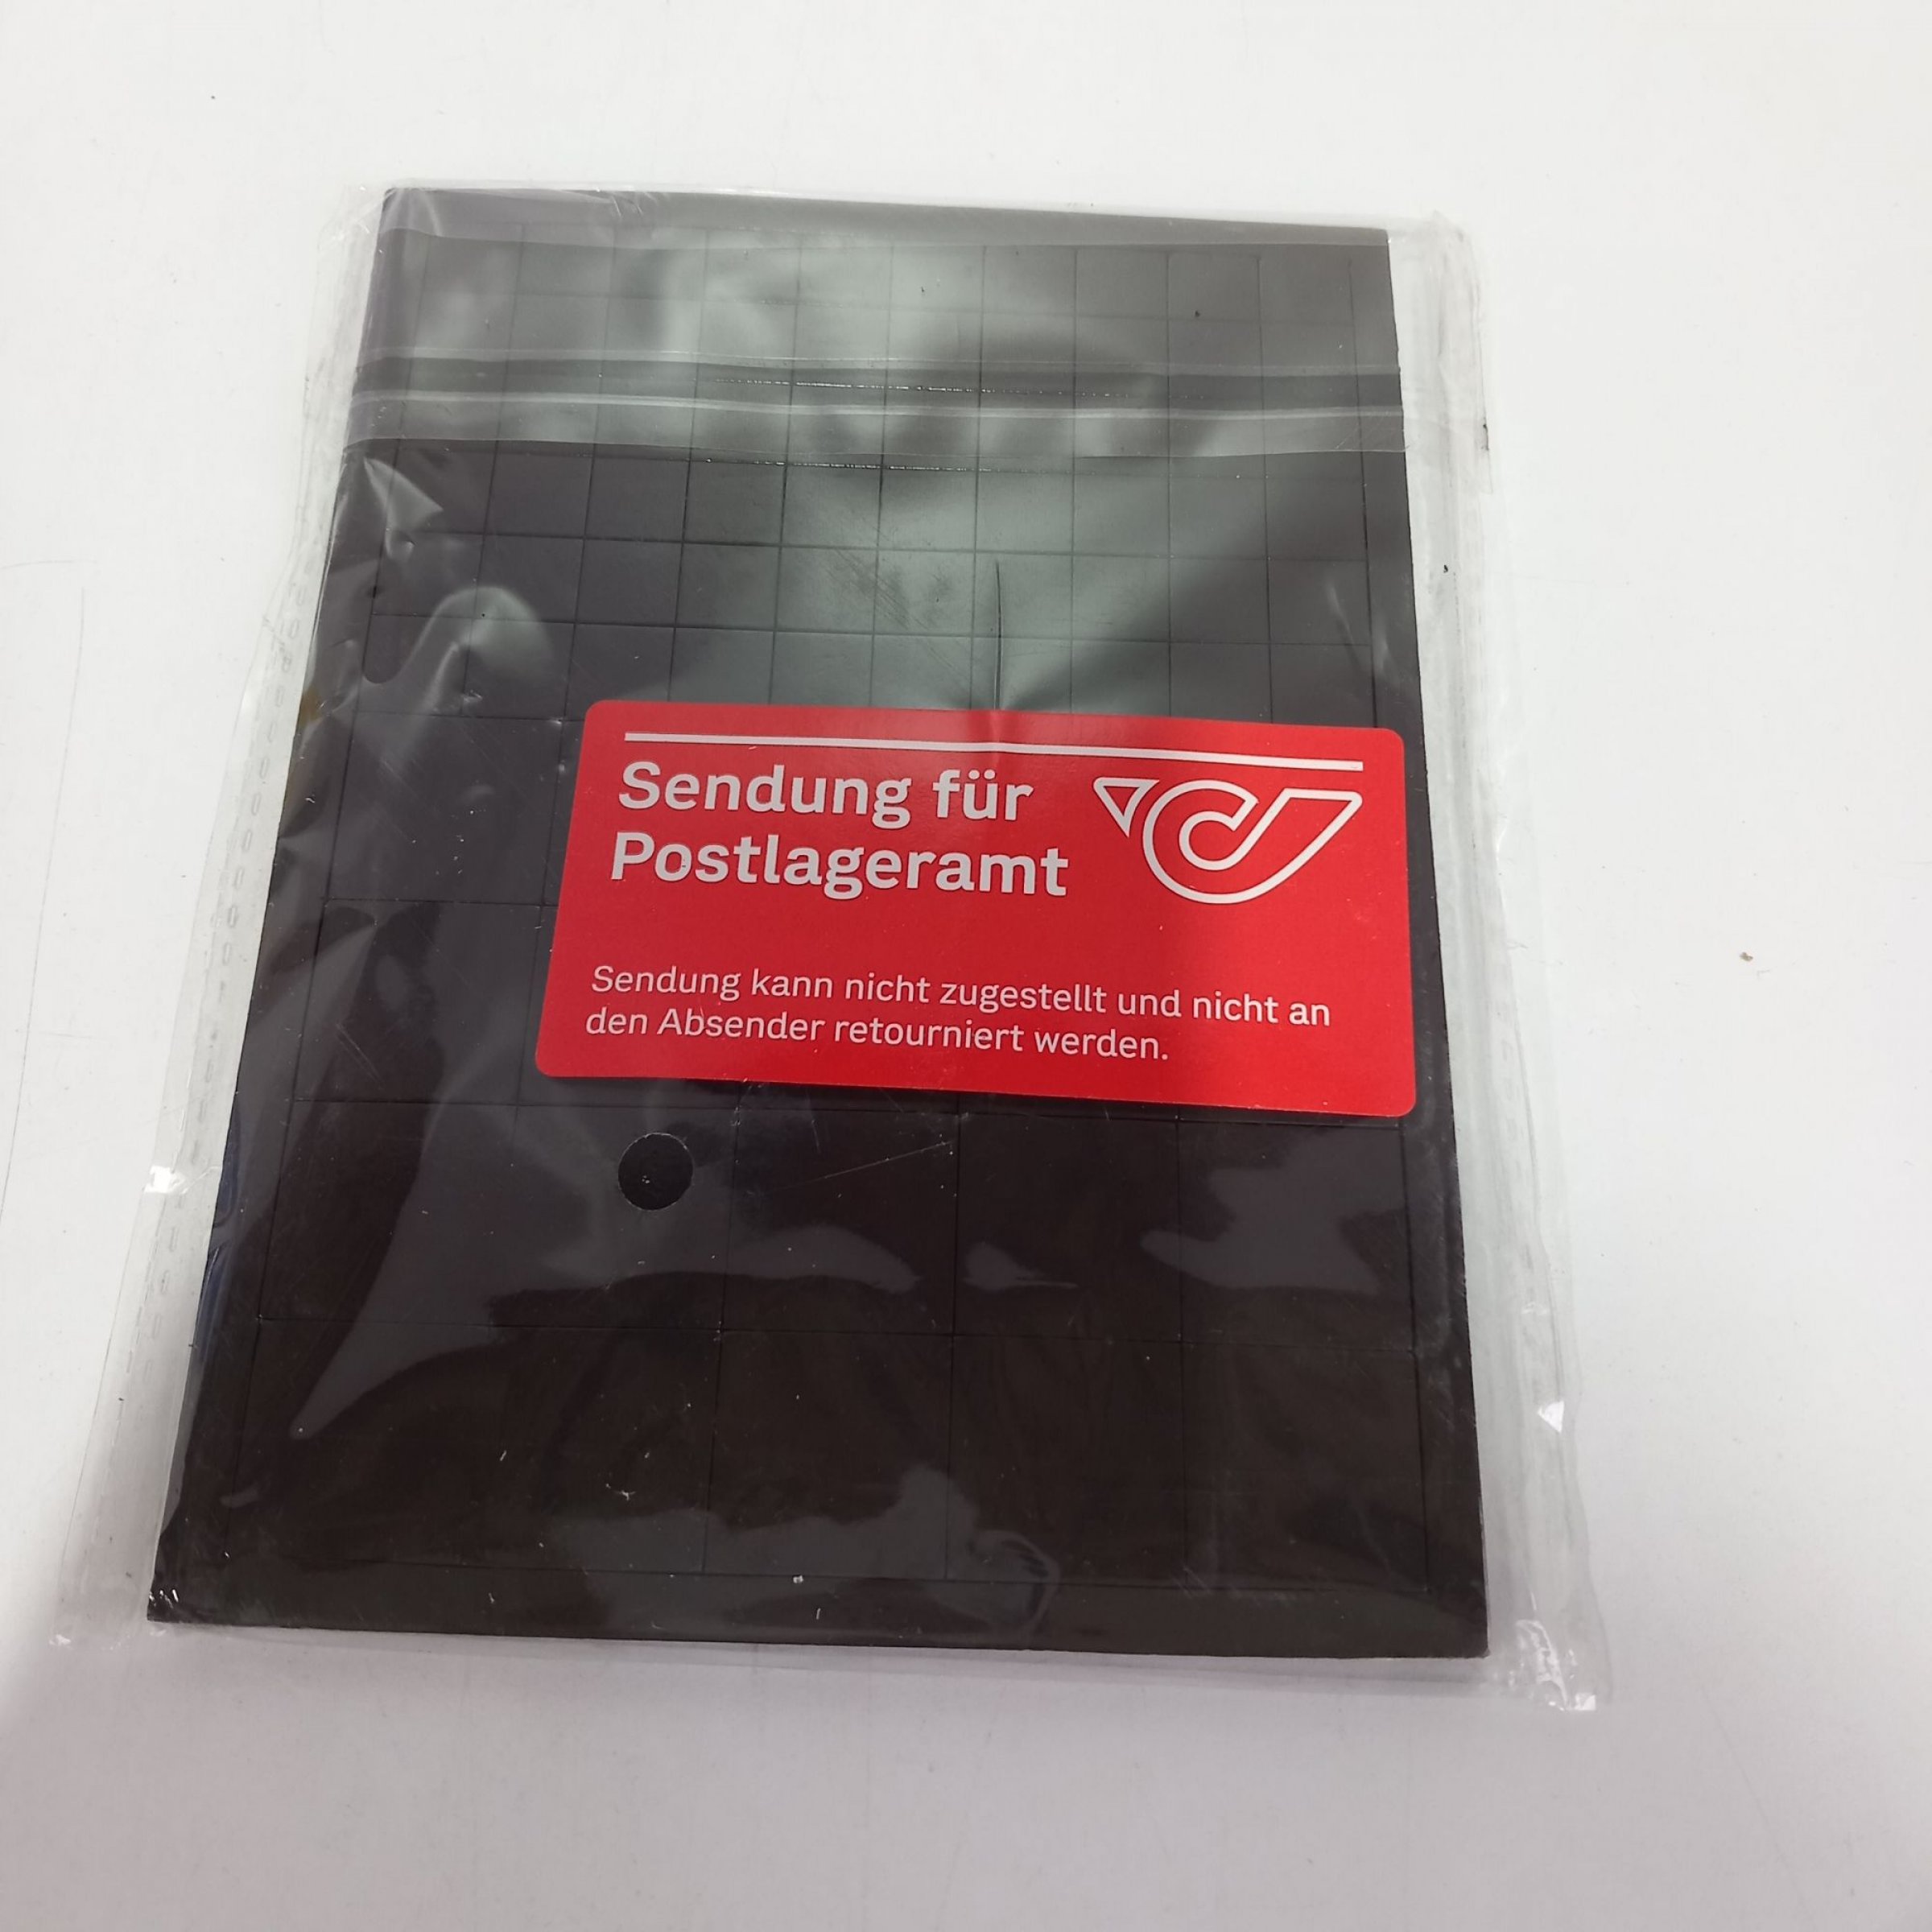 Sendung für
Postlageramt
Sendung kann nicht zugestellt und nicht an
den Absender retourniert werden.